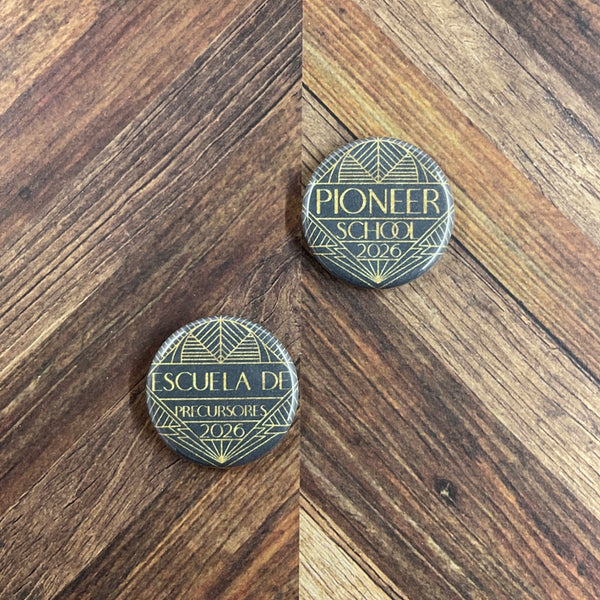 PIONEER
SCHOOL
2026
ESCUELA DE
PRECURSORES
2026